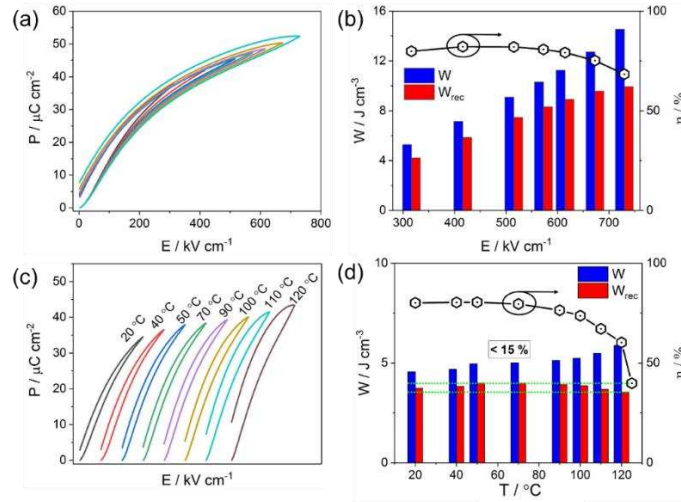 (a)
60
50
40
30
20
10
0
P / μC cm⁻²
0 200 400 600 800
E / kV cm⁻¹
(b)
16
12
8
4
0
W / J cm⁻³
W
W_rec
100
80
50
0
η / %
300 400 500 600 700
E / kV cm⁻¹
(c)
50
40
30
20
10
0
P / μC cm⁻²
20 °C
40 °C
50 °C
70 °C
90 °C
100 °C
110 °C
120 °C
E / kV cm⁻¹
(d)
10
5
0
W / J cm⁻³
W
W_rec
< 15 %
100
50
0
η / %
20 40 60 80 100 120
T / °C